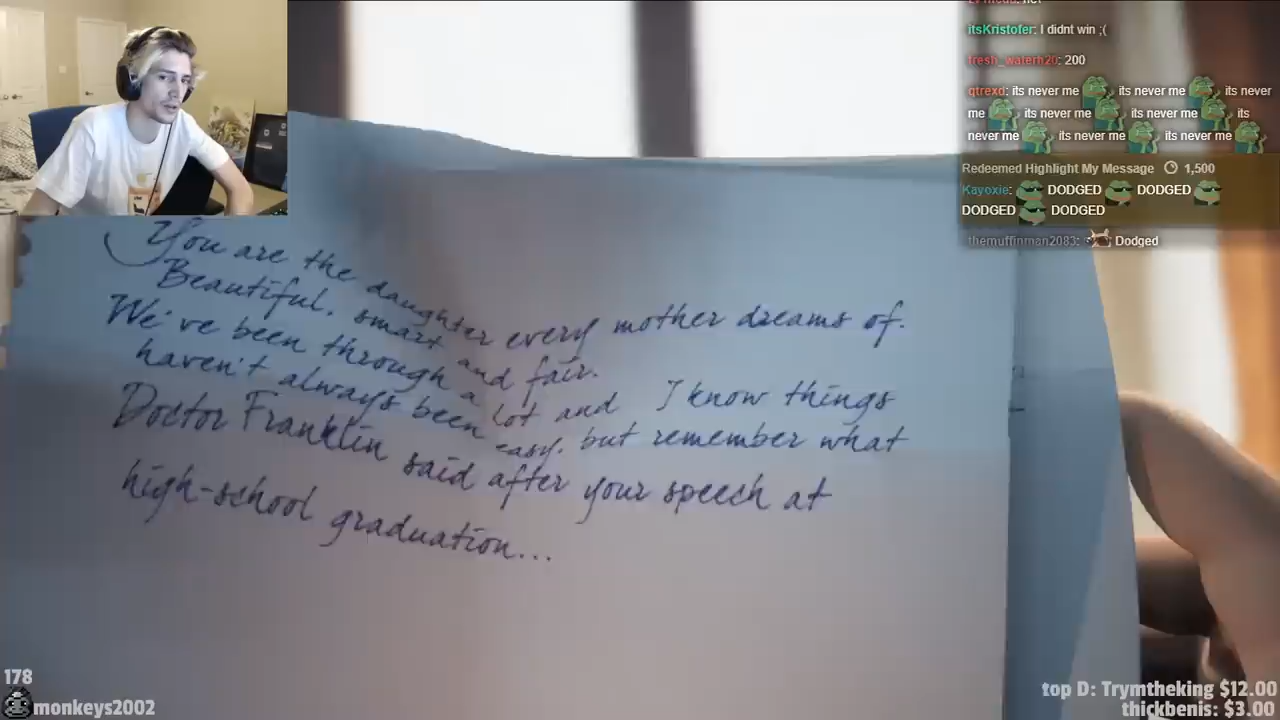 itsKristofer: I didnt win ;(
fresh_waterh20: 200
qtrexd: its never me its never me its never
me its never me its never me its
never me its never me its never me
Redeemed Highlight My Message 1,500
Kayoxie: DODGED DODGED
DODGED DODGED
themuffinman2083: Dodged
You are the daughter every mother dreams of.
Beautiful, smart and fair.
We've been through a lot and I know things
haven't always been easy, but remember what
Doctor Franklin said after your speech at
high-school graduation...
178
monkeys2002
top D: Trymtheking $12.00
thickbenis: $3.00